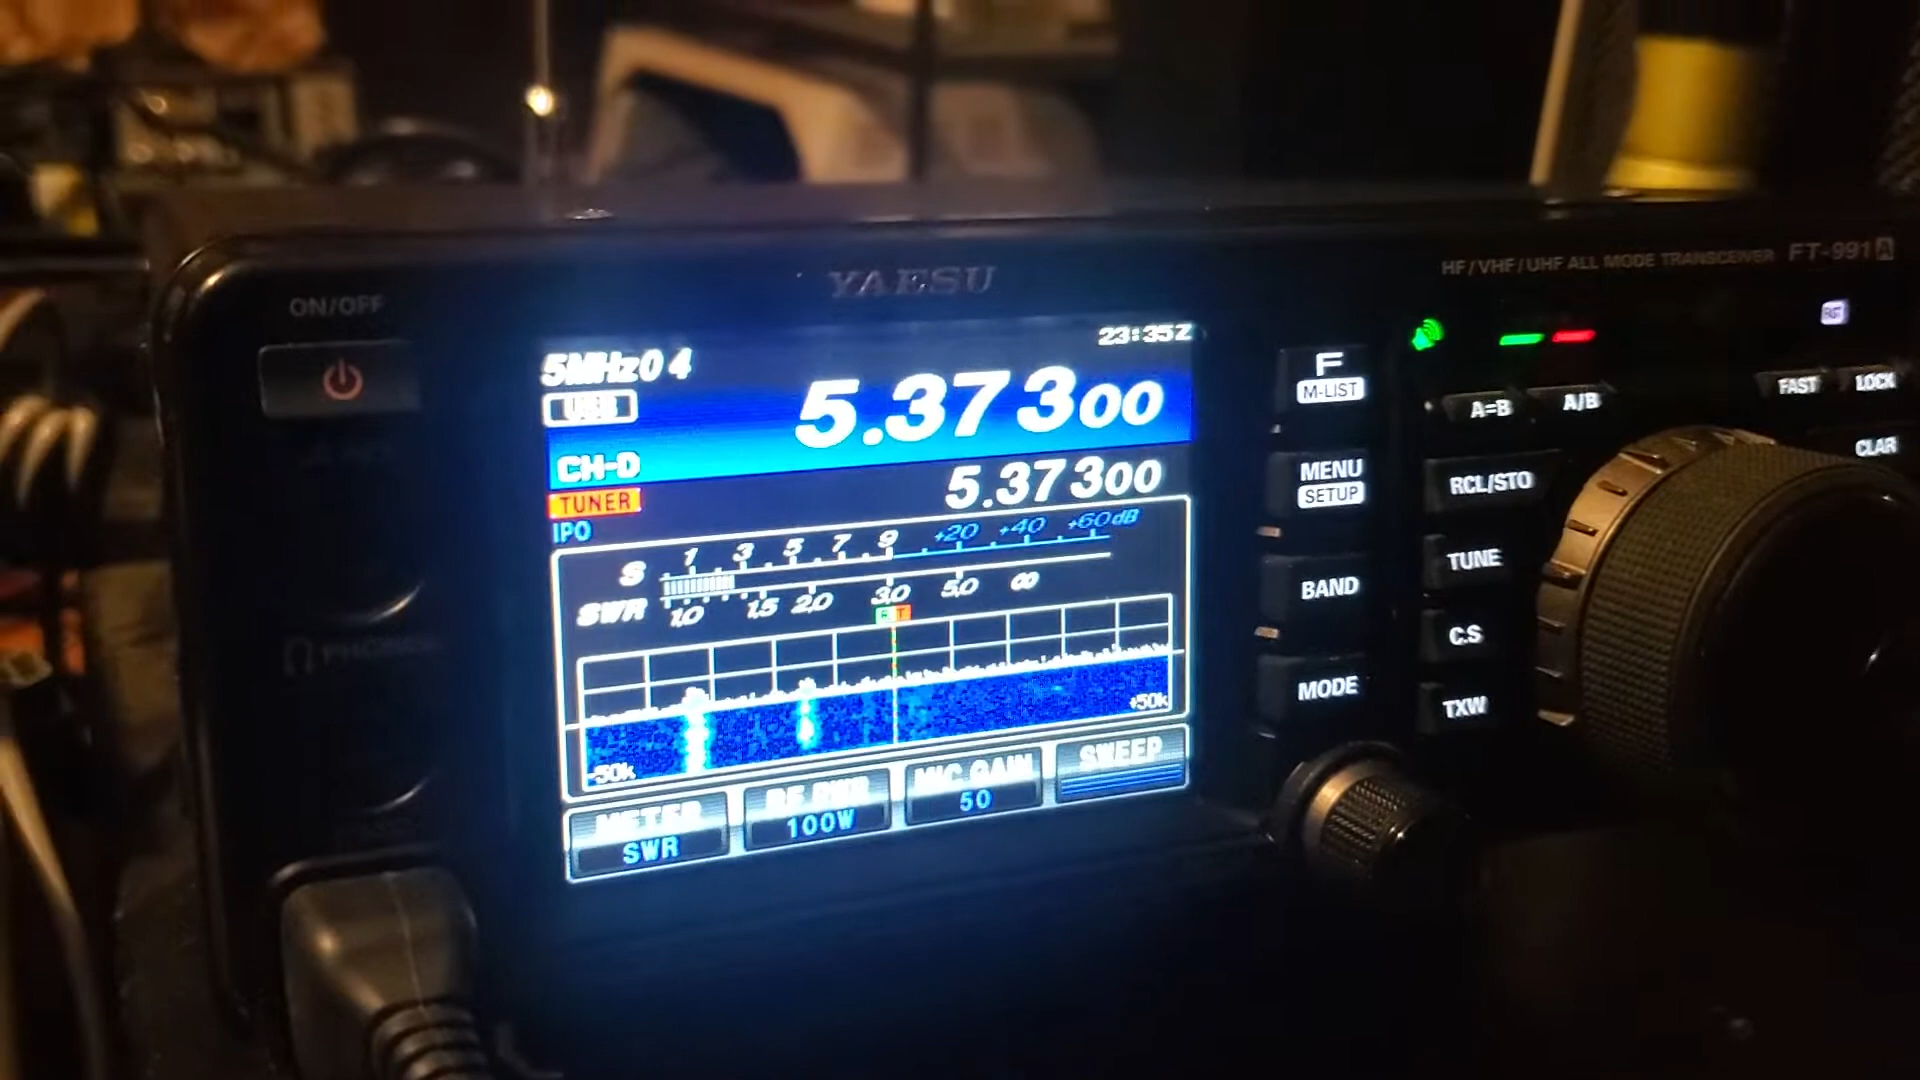 HF/VHF/UHF ALL MODE TRANSCEIVER FT-991A
YAESU
ON/OFF
23:35Z
5MHz04
USB
5.37300
CH-D
5.37300
TUNER
IPO
S 1 3 5 7 9 +20 +40 +60dB
SWR 1.0 1.5 2.0 3.0 5.0 ∞
R T
-50k
+50k
METER
SWR
RF PWR
100W
MIC GAIN
50
SWEEP
F
M-LIST
MENU
SETUP
BAND
MODE
A=B
A/B
FAST
LOCK
RCL/STO
CLAR
TUNE
C.S
TXW
PHONES